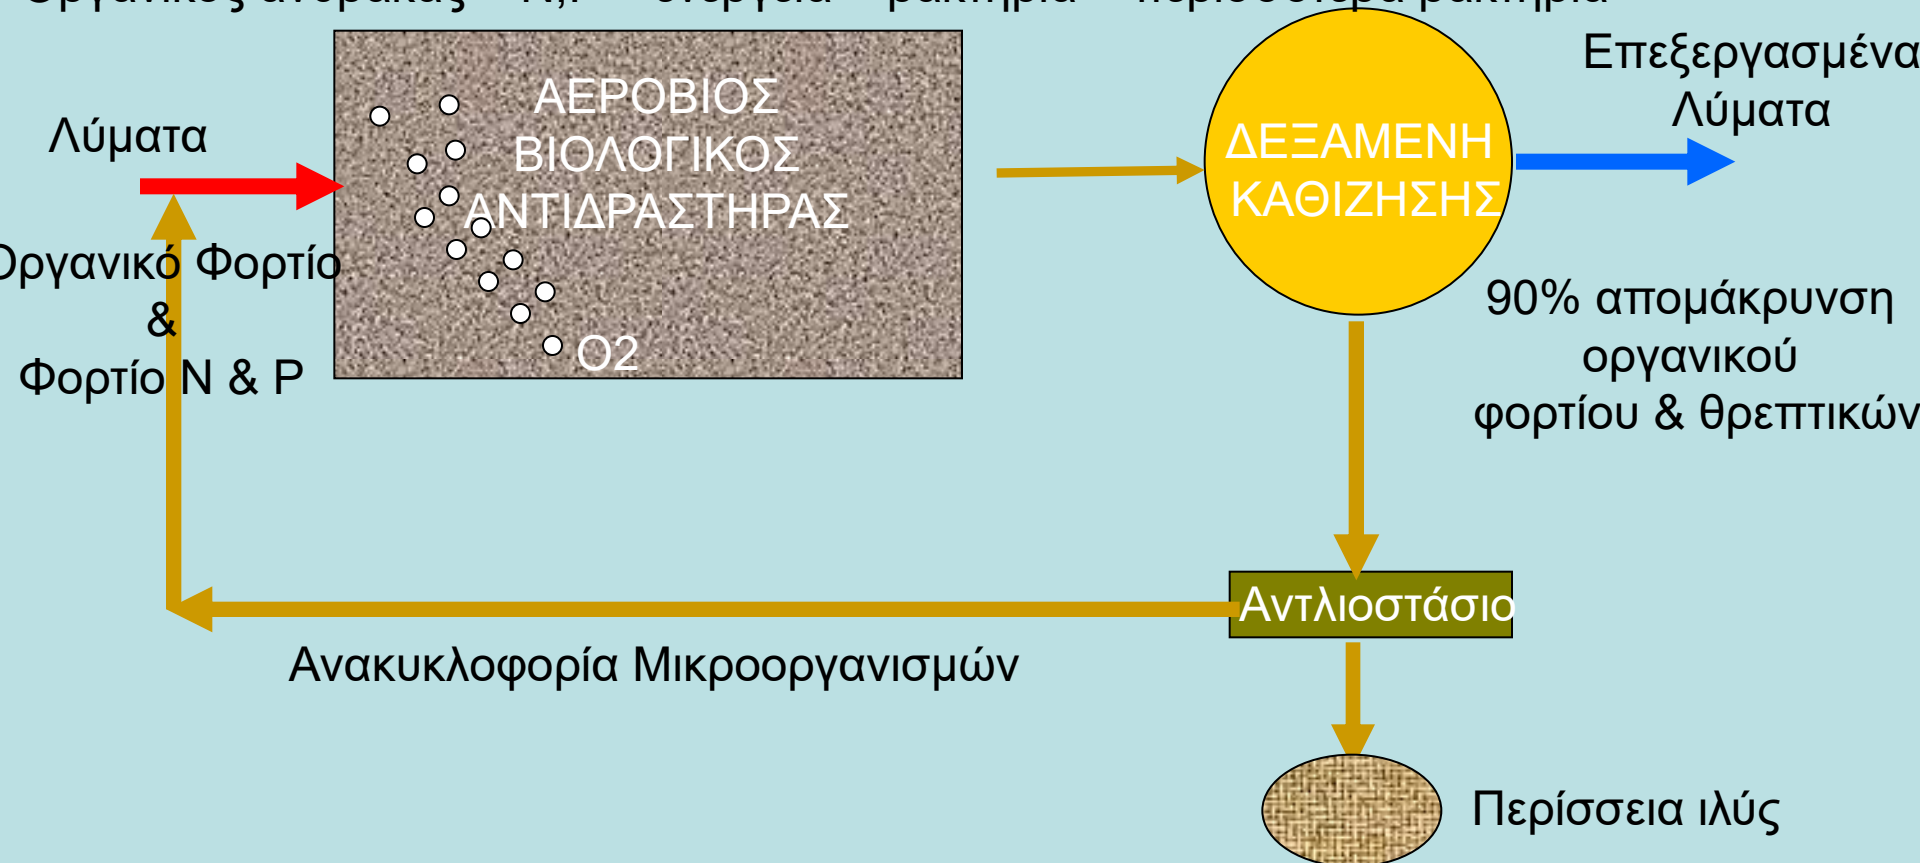 Λύματα
Οργανικό Φορτίο
&
Φορτίο Ν & Ρ
ΑΕΡΟΒΙΟΣ
ΒΙΟΛΟΓΙΚΟΣ
ΑΝΤΙΔΡΑΣΤΗΡΑΣ
Ο2
ΔΕΞΑΜΕΝΗ
ΚΑΘΙΖΗΣΗΣ
Επεξεργασμένα
Λύματα
90% απομάκρυνση
οργανικού
φορτίου & θρεπτικών
Αντλιοστάσιο
Ανακυκλοφορία Μικροοργανισμών
Περίσσεια ιλύς